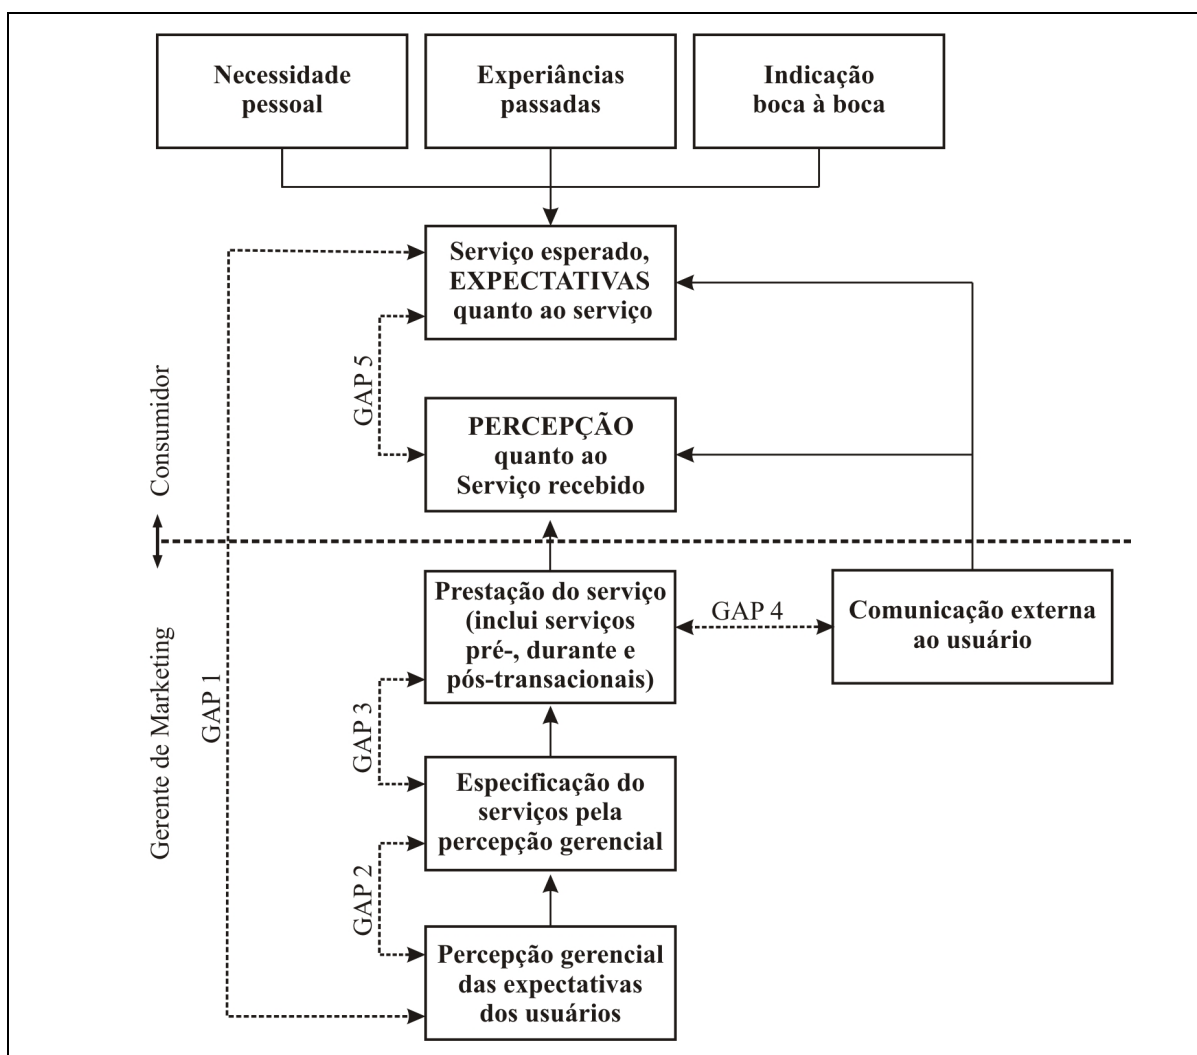 Necessidade
pessoal
Experiâncias
passadas
Indicação
boca à boca
Serviço esperado,
EXPECTATIVAS
quanto ao serviço
GAP 5
PERCEPÇÃO
quanto ao
Serviço recebido
Consumidor
Gerente de Marketing
GAP 1
Prestação do serviço
(inclui serviços
pré-, durante e
pós-transacionais)
GAP 4
Comunicação externa
ao usuário
GAP 3
Especificação do
serviços pela
percepção gerencial
GAP 2
Percepção gerencial
das expectativas
dos usuários